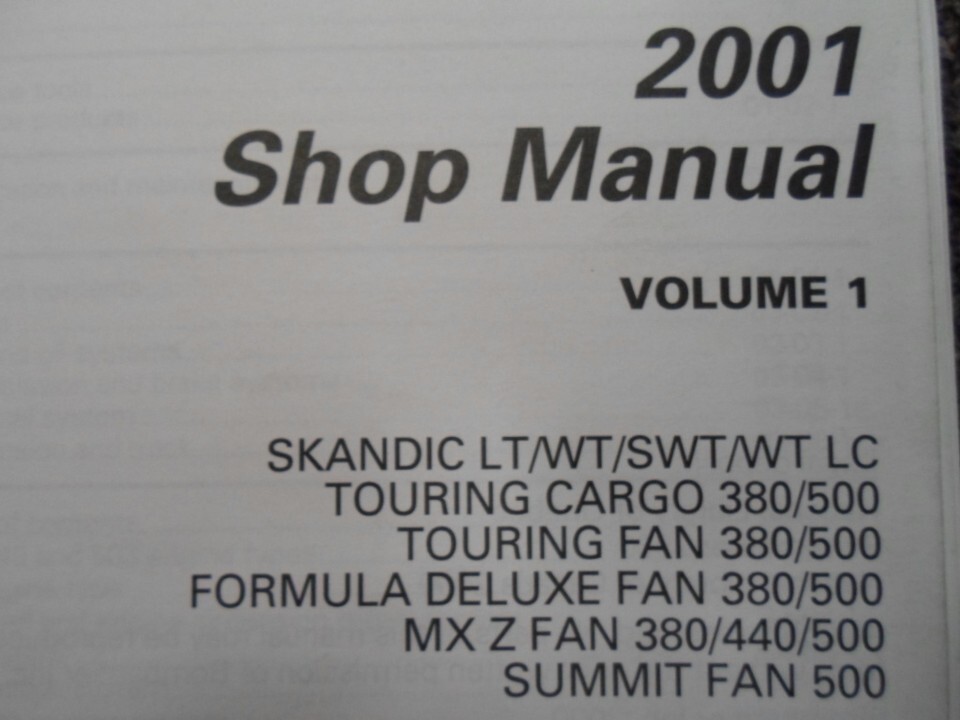 2001
Shop Manual
VOLUME 1
SKANDIC LT/WT/SWT/WT LC
TOURING CARGO 380/500
TOURING FAN 380/500
FORMULA DELUXE FAN 380/500
MX Z FAN 380/440/500
SUMMIT FAN 500